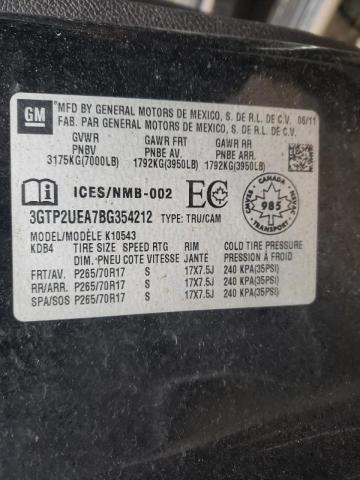 GM
MFD BY GENERAL MOTORS DE MEXICO, S. DE R.L. DE C.V. 06/11
FAB. PAR GENERAL MOTORS DE MEXICO, S. DE R.L. DE C.V.
GVWR GAWR FRT GAWR RR
PNBV PNBE AV. PNBE ARR.
3175KG(7000LB) 1792KG(3950LB) 1792KG(3950LB)
ICES/NMB-002 EC
CANADA
CMVSS 985 NSVAC
TRANSPORT
3GTP2UEA7BG354212 TYPE: TRU/CAM
MODEL/MODÈLE K10543
KDB4 TIRE SIZE SPEED RTG RIM COLD TIRE PRESSURE
DIM. PNEU COTE VITESSE JANTE PRESSION À FROID
FRT/AV. P265/70R17 S 17X7.5J 240 KPA(35PSI)
RR/ARR. P265/70R17 S 17X7.5J 240 KPA(35PSI)
SPA/SOS P265/70R17 S 17X7.5J 240 KPA(35PSI)